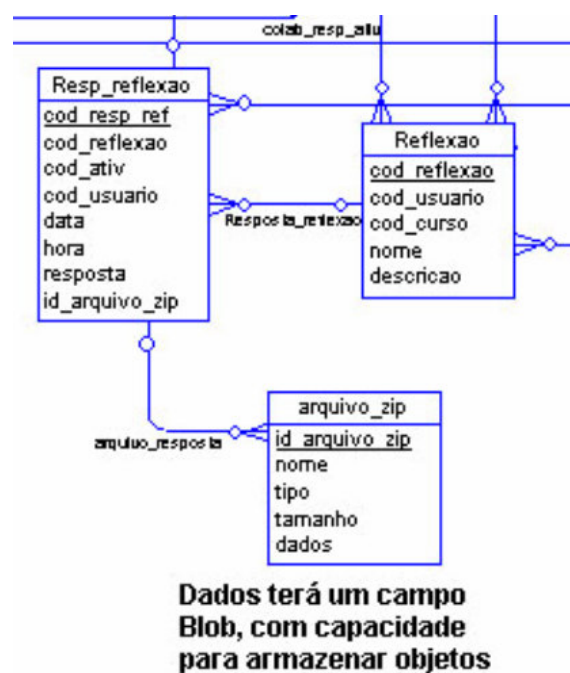 colab_resp_ativ
Resp_reflexao
cod_resp_ref
cod_reflexao
cod_ativ
cod_usuario
data
hora
resposta
id_arquivo_zip
Reflexao
cod_reflexao
cod_usuario
cod_curso
nome
descricao
Resposta_reflexao
arquivo_resposta
arquivo_zip
id_arquivo_zip
nome
tipo
tamanho
dados
Dados terá um campo
Blob, com capacidade
para armazenar objetos